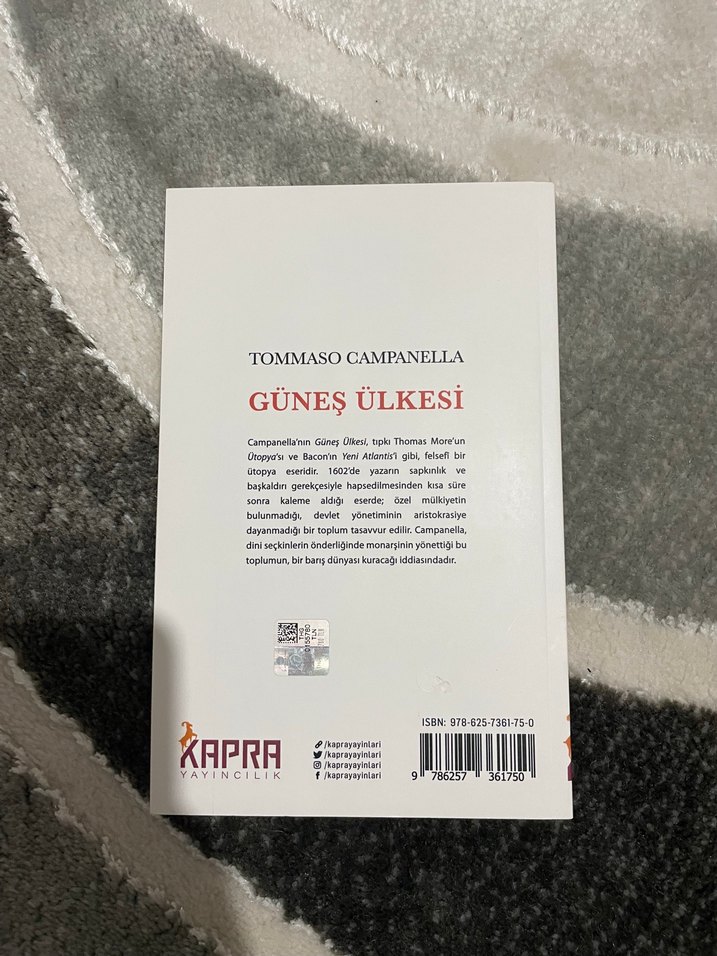 TOMMASO CAMPANELLA
GÜNEŞ ÜLKESİ
Campanella'nın Güneş Ülkesi, tıpkı Thomas More'un
Ütopya'sı ve Bacon'ın Yeni Atlantis'i gibi, felsefi bir
ütopya eseridir. 1602'de yazarın sapkınlık ve
başkaldırı gerekçesiyle hapsedilmesinden kısa süre
sonra kaleme aldığı eserde; özel mülkiyetin
bulunmadığı, devlet yönetiminin aristokrasiye
dayanmadığı bir toplum tasavvur edilir. Campanella,
dini seçkinlerin önderliğinde monarşinin yönettiği bu
toplumun, bir barış dünyası kuracağı iddiasındadır.
TLN
KAPRA
YAYINCILIK
/kaprayayinlari
/kaprayayinlari
/kaprayayinlari
/kaprayayinlari
ISBN: 978-625-7361-75-0
9 786257 361750